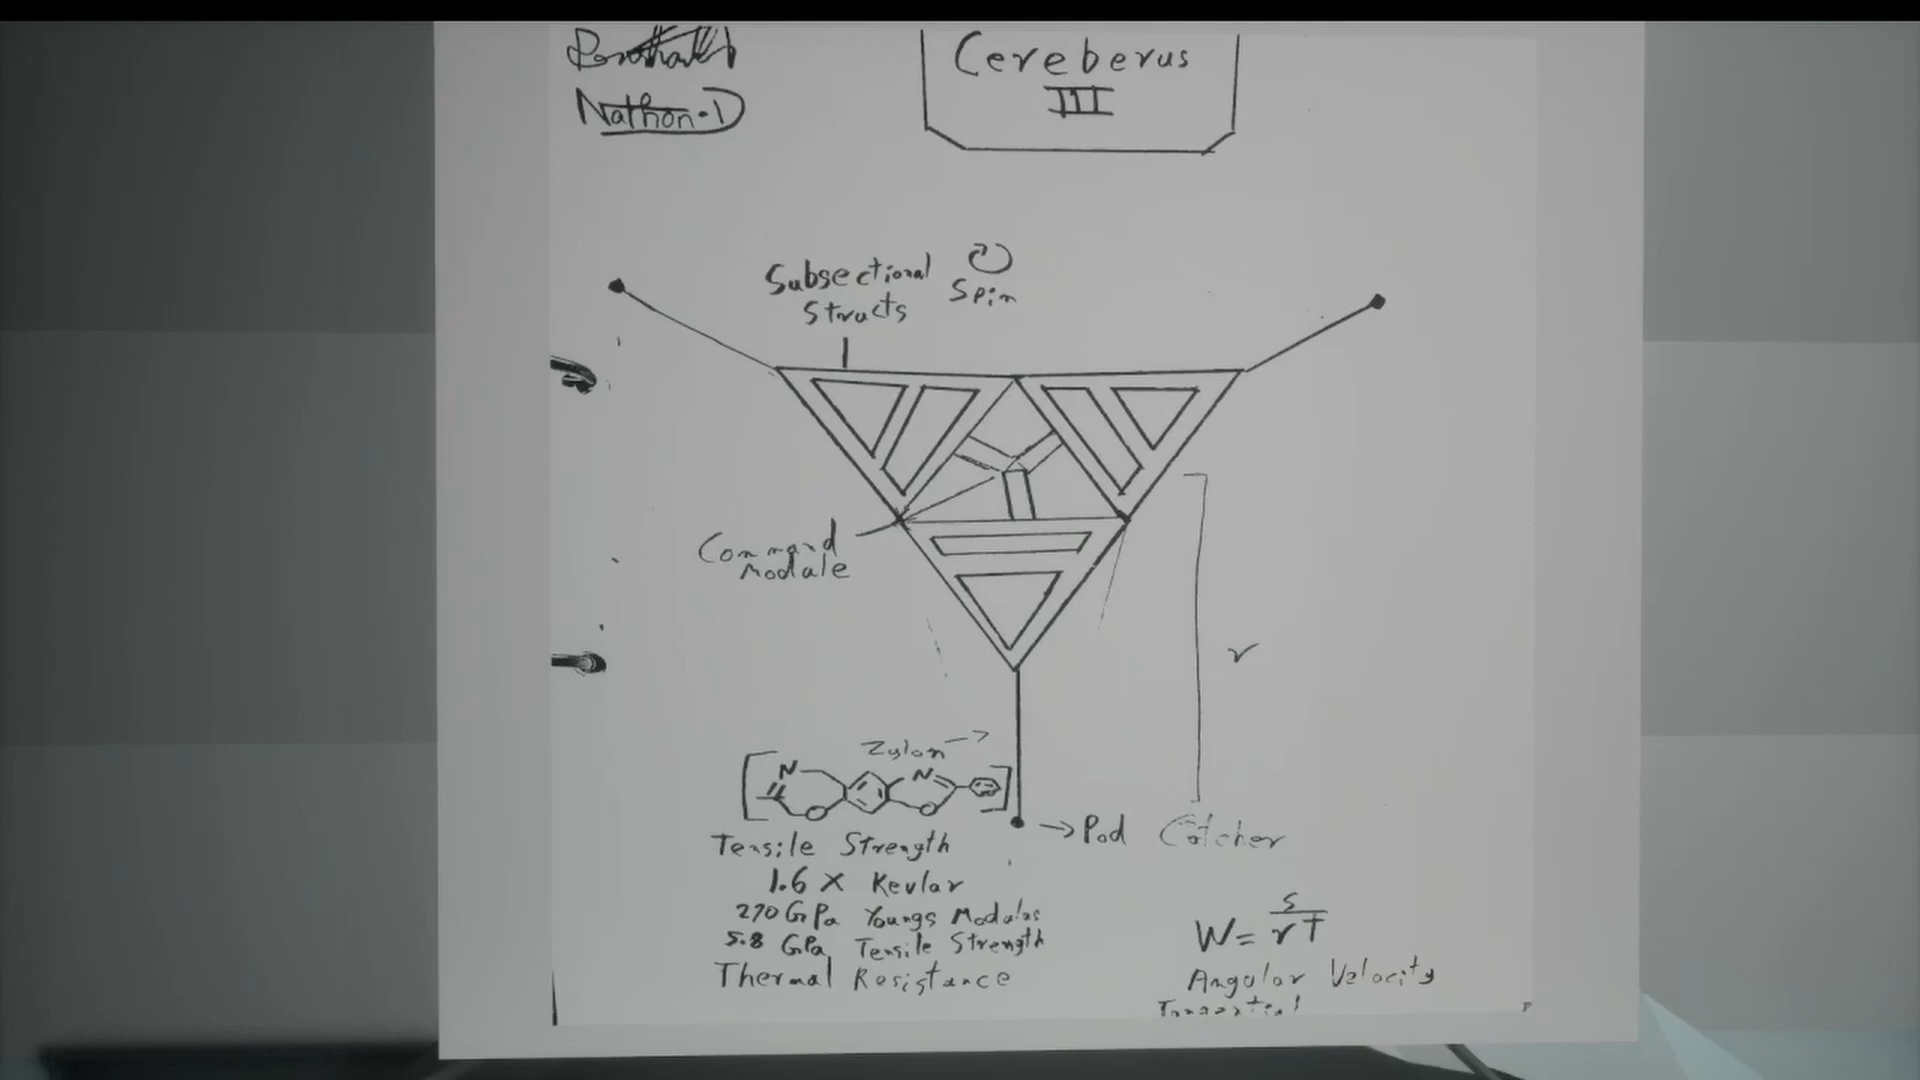 Nathon-D
Cereberus
III
Subsectional
Structs
Spin
Command
Module
r
Zylon →
N
N
O
O
→ Pod Catcher
Tensile Strength
1.6 X Kevlar
270 GPa Youngs Modulas
5.8 GPa Tensile Strength
Thermal Resistance
W = s/rT
Angular Velocity